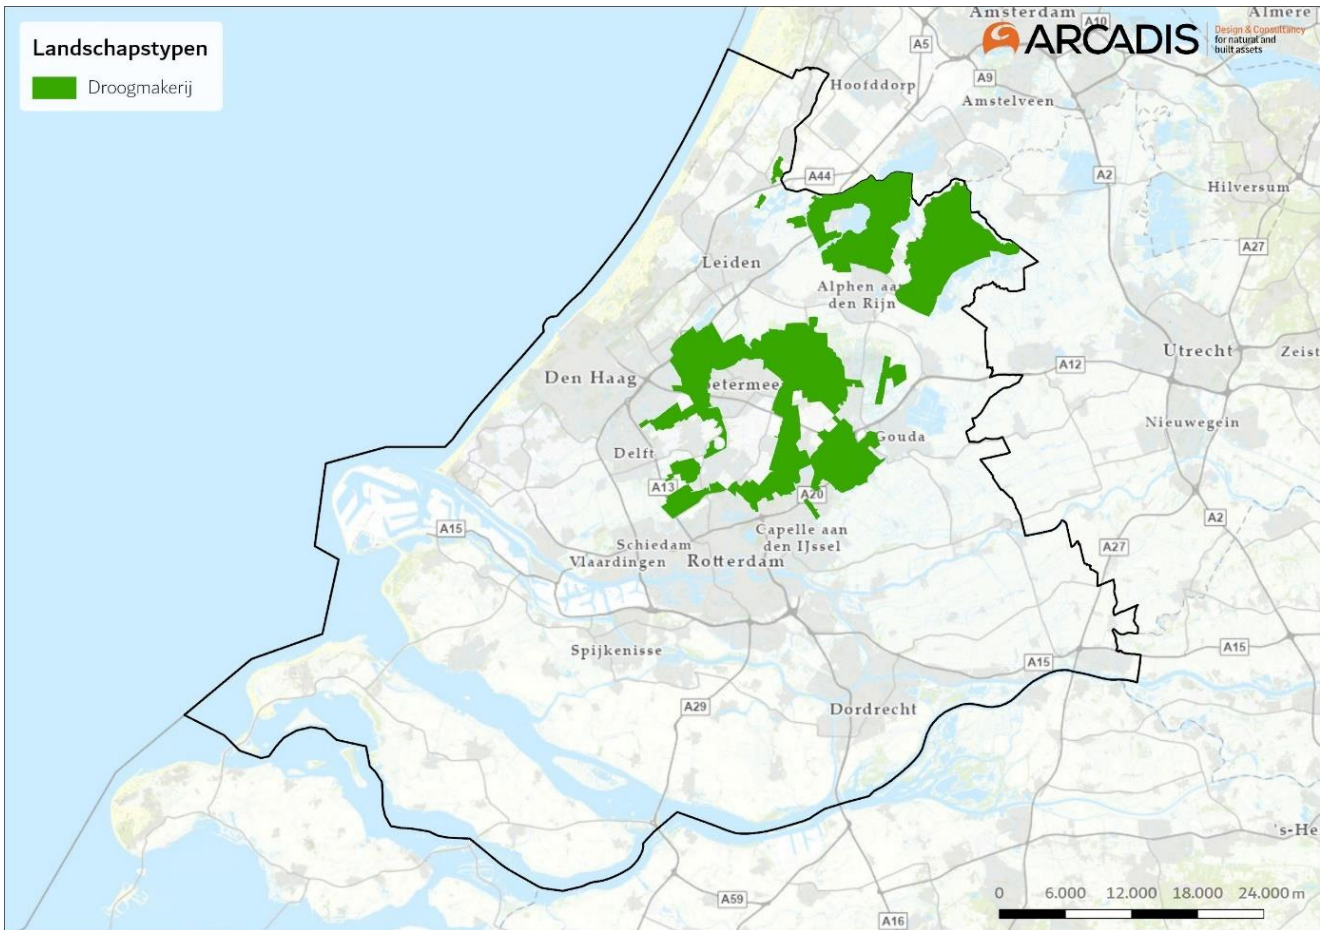 Landschapstypen
Droogmakerij
Amsterdam
Almere
A10
ARCADIS
Design & Consultancy
for natural and
built assets
A5
A9
Hoofddorp
Amstelveen
A44
A2
Hilversum
A27
Leiden
Alphen aa
den Rijn
Utrecht
Zeist
Den Haag
A12
Nieuwegein
Gouda
Delft
A13
A20
A2
A15
Capelle aan
den IJssel
Schiedam
Vlaardingen
Rotterdam
A27
Spijkenisse
A15
A15
A29
Dordrecht
's-He
A59
A16
0 6.000 12.000 18.000 24.000 m